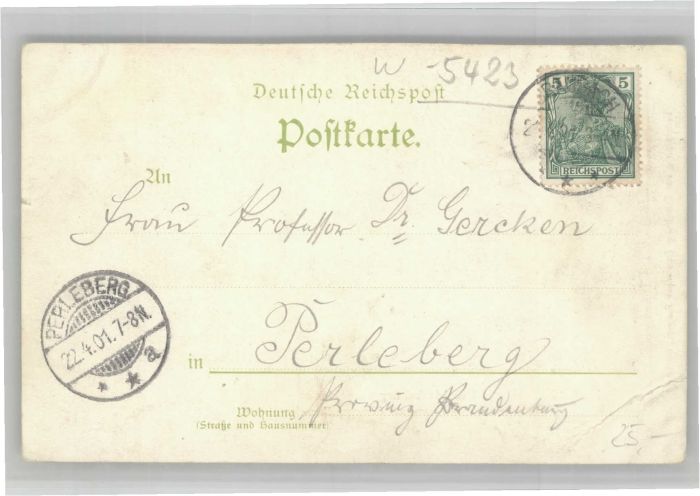 W -5423
5 5
REICHSPOST
Deutsche Reichspost
Postkarte.
An
Frau Professor Dr. Gercken
PERLEBERG
22.4.01.7-8N.
a
in Perleberg
Wohnung Provinz Brandenburg
(Straße und Hausnummer)
25,-